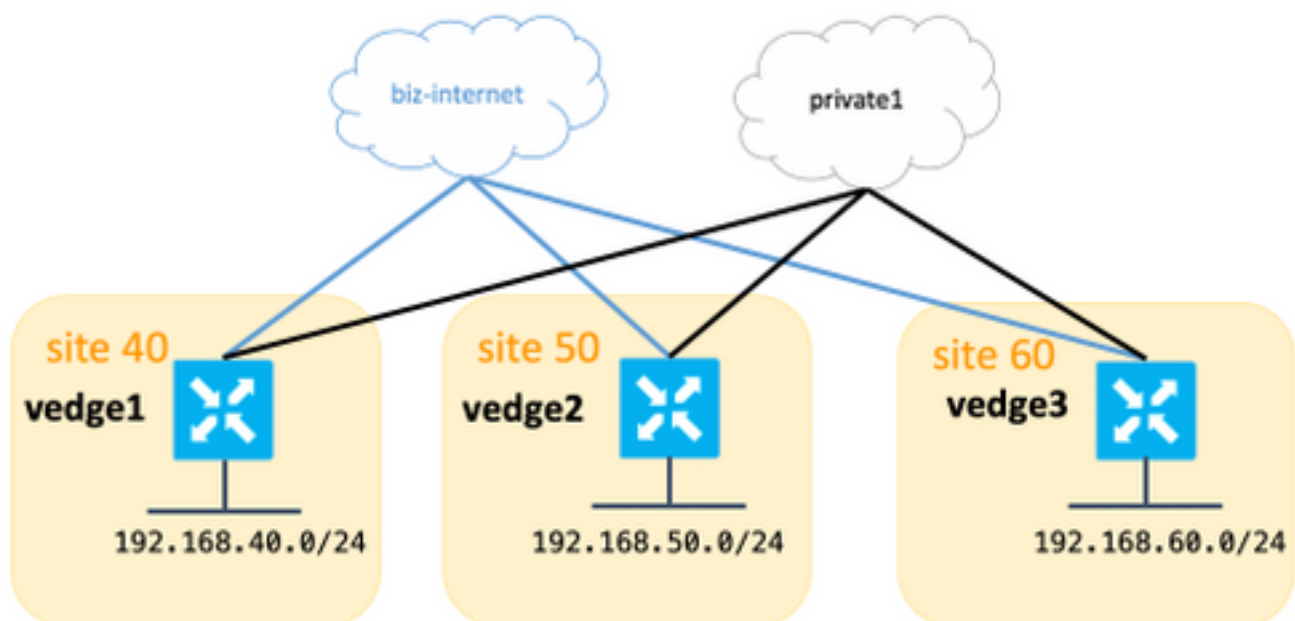 biz-internet
private1
site 40
vedge1
192.168.40.0/24
site 50
vedge2
192.168.50.0/24
site 60
vedge3
192.168.60.0/24